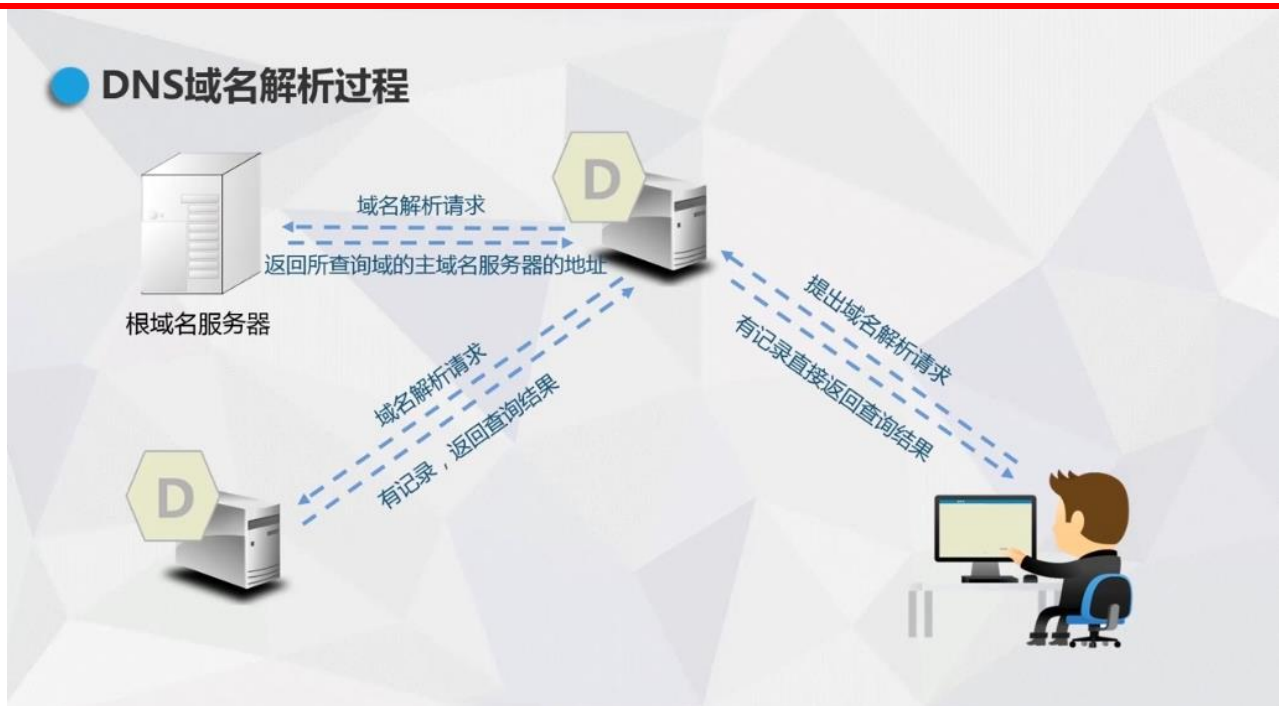 DNS域名解析过程
D
域名解析请求
返回所查询域的主域名服务器的地址
根域名服务器
提出域名解析请求
有记录直接返回查询结果
域名解析请求
有记录，返回查询结果
D